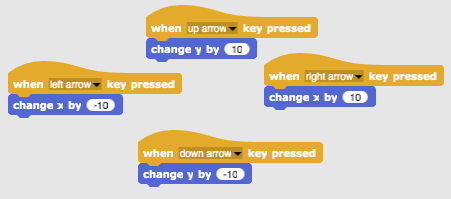 when up arrow key pressed
change y by 10
when left arrow key pressed
change x by -10
when right arrow key pressed
change x by 10
when down arrow key pressed
change y by -10